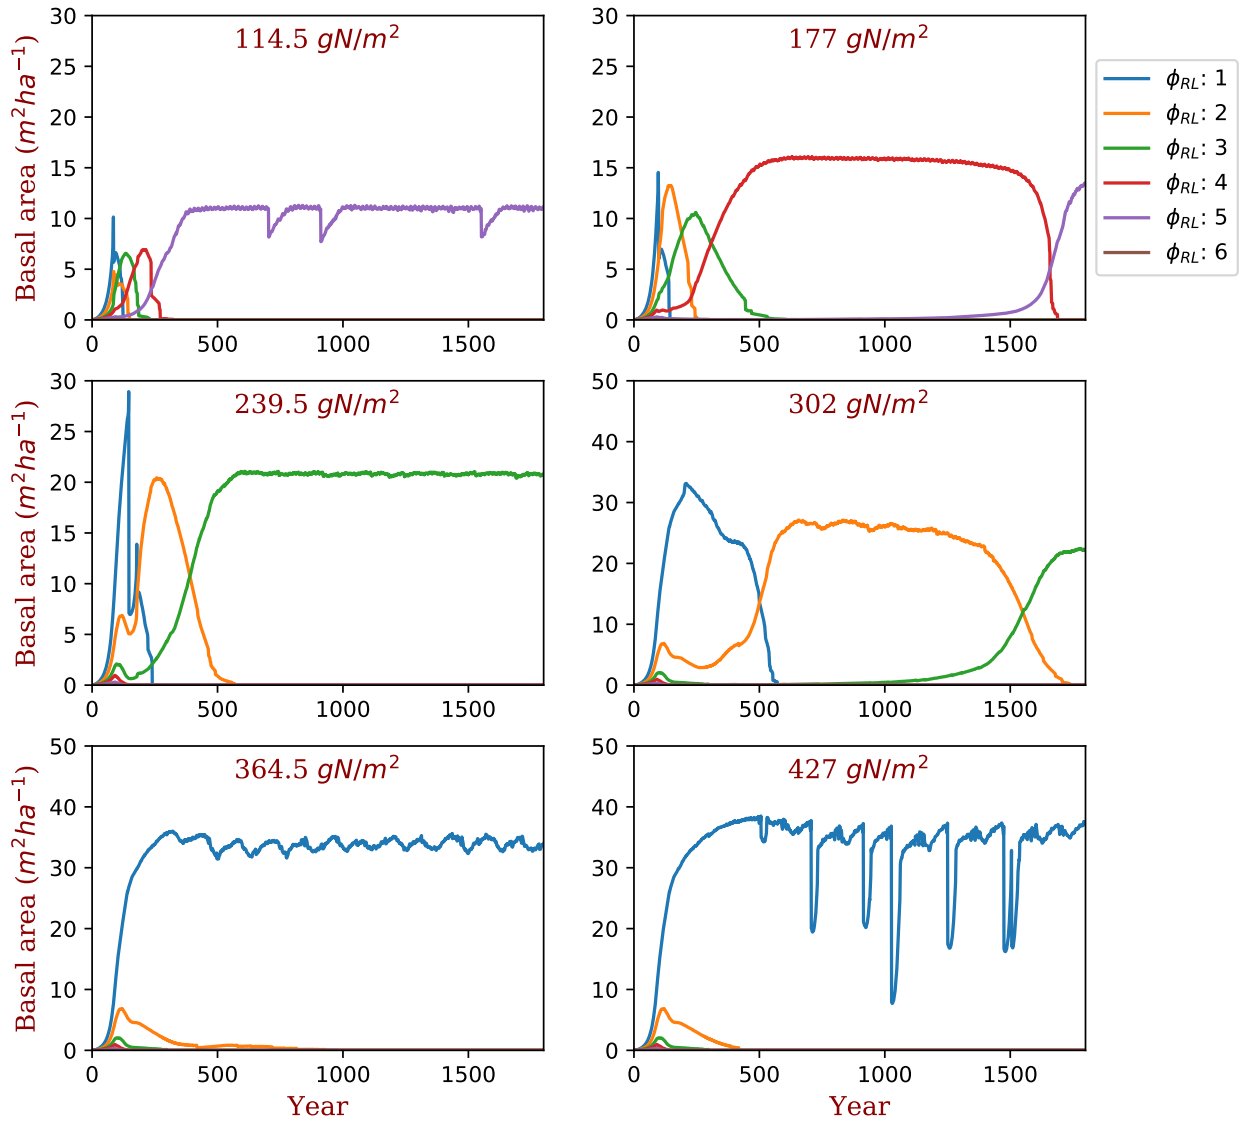 114.5 gN/m²
177 gN/m²
Basal area (m²ha⁻¹)
30
25
20
15
10
5
0
0 500 1000 1500
30
25
20
15
10
5
0
0 500 1000 1500
ϕRL: 1
ϕRL: 2
ϕRL: 3
ϕRL: 4
ϕRL: 5
ϕRL: 6
239.5 gN/m²
302 gN/m²
Basal area (m²ha⁻¹)
30
25
20
15
10
5
0
0 500 1000 1500
50
40
30
20
10
0
0 500 1000 1500
364.5 gN/m²
427 gN/m²
Basal area (m²ha⁻¹)
50
40
30
20
10
0
0 500 1000 1500
Year
50
40
30
20
10
0
0 500 1000 1500
Year